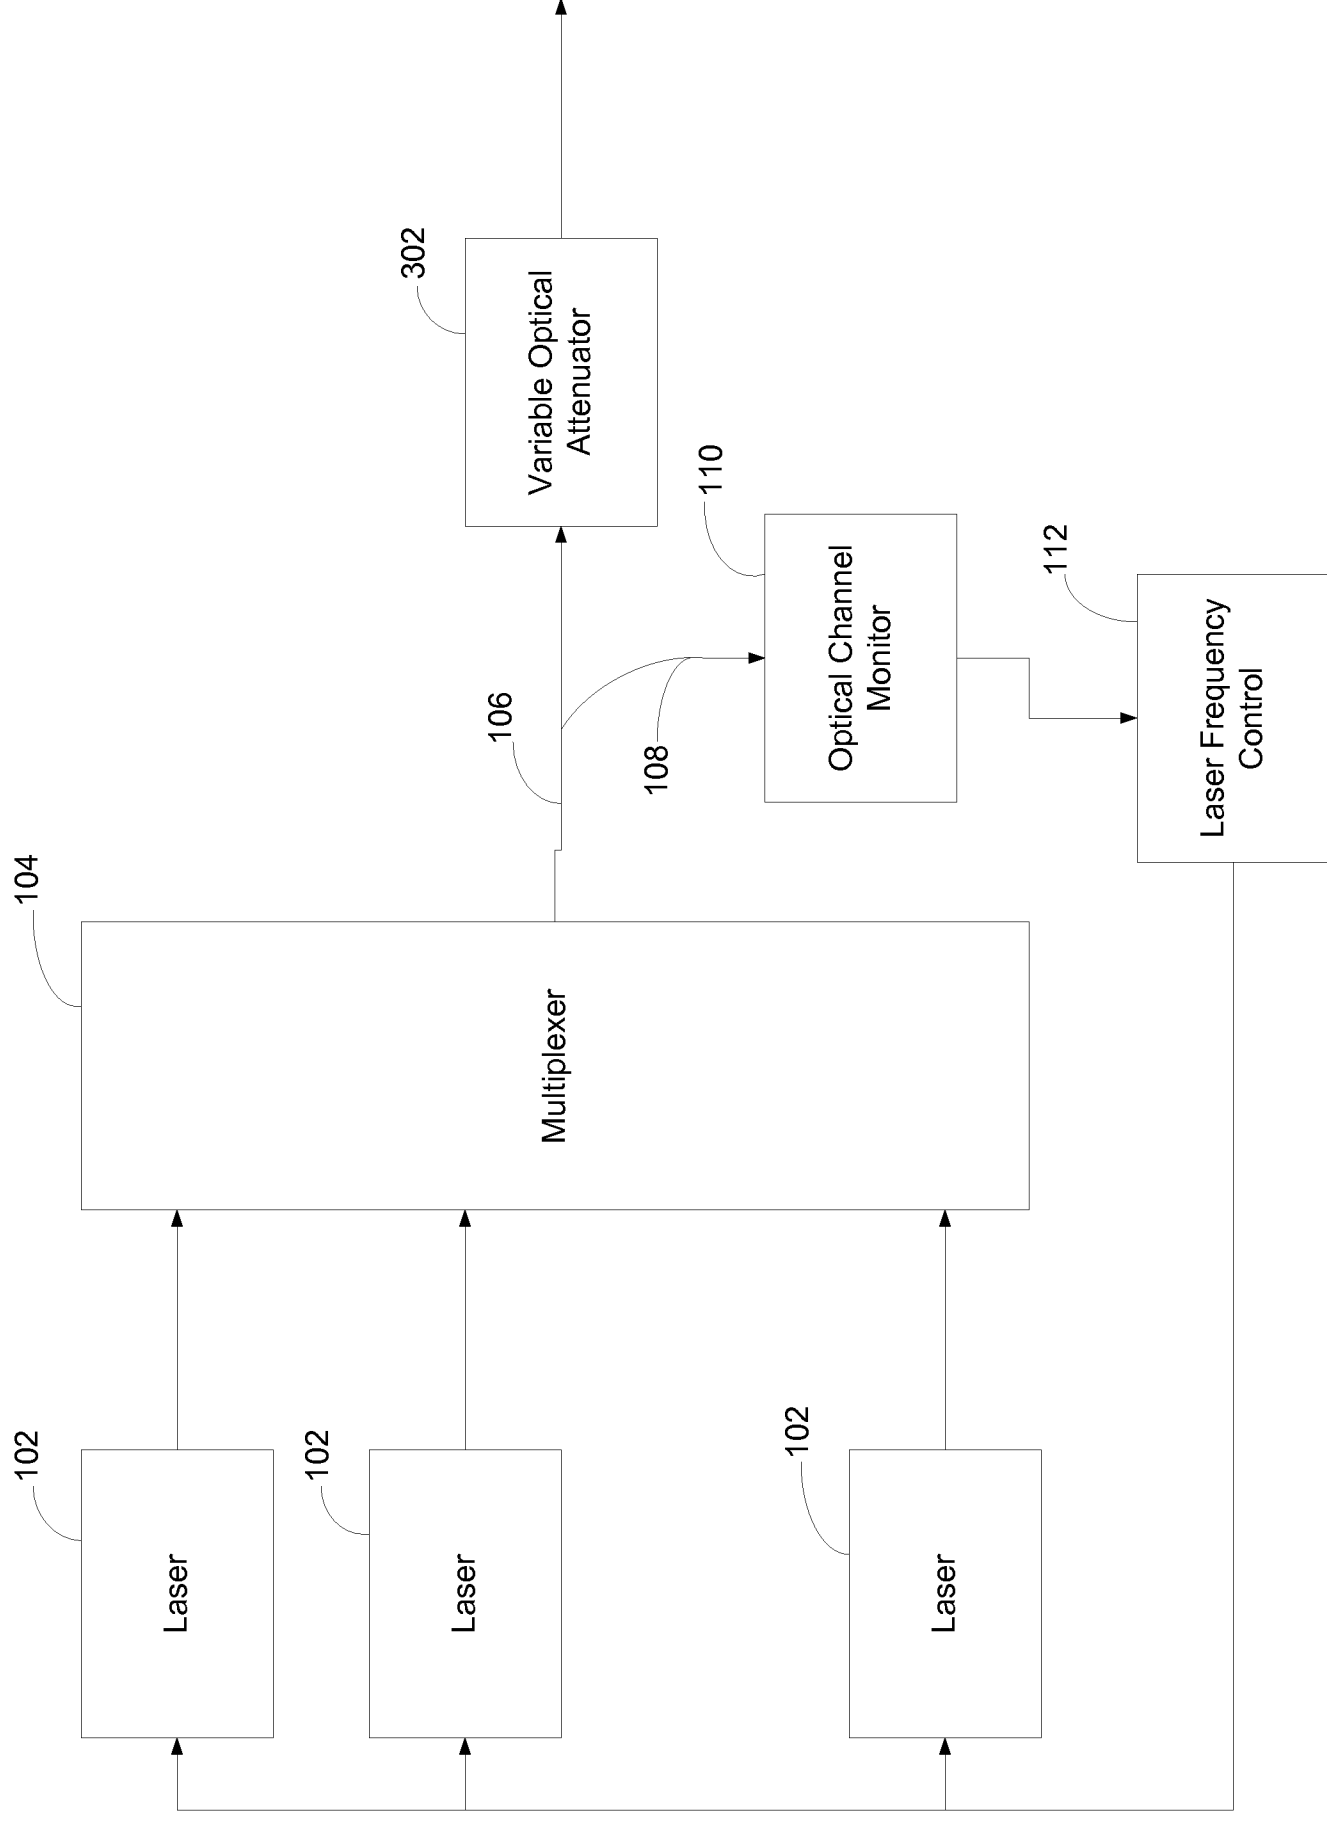 102
Laser
102
Laser
102
Laser
104
Multiplexer
106
108
302
Variable Optical
Attenuator
110
Optical Channel
Monitor
112
Laser Frequency
Control